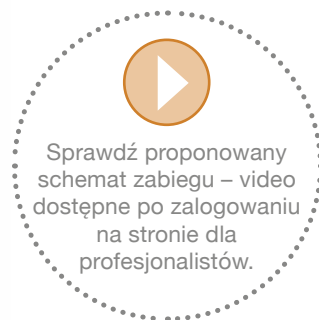 Sprawdź proponowany
schemat zabiegu – video
dostępne po zalogowaniu
na stronie dla
profesjonalistów.